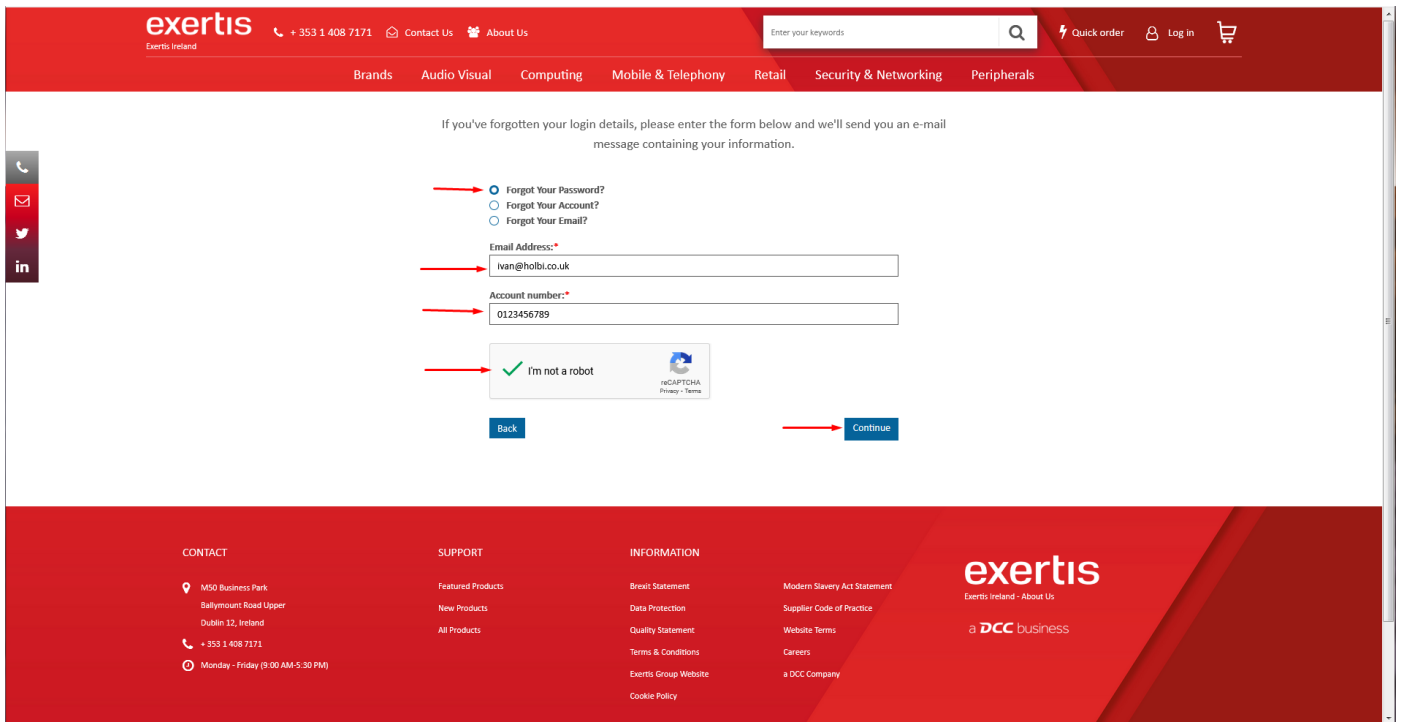 exertis
Exertis Ireland
+ 353 1 408 7171 Contact Us About Us
Enter your keywords
Quick order Log in
Brands Audio Visual Computing Mobile & Telephony Retail Security & Networking Peripherals
If you've forgotten your login details, please enter the form below and we'll send you an e-mail
message containing your information.
Forgot Your Password?
Forgot Your Account?
Forgot Your Email?
Email Address:*
ivan@holbi.co.uk
Account number:*
0123456789
I'm not a robot
reCAPTCHA
Privacy - Terms
Back
Continue
CONTACT
M50 Business Park
Ballymount Road Upper
Dublin 12, Ireland
+ 353 1 408 7171
Monday - Friday (9:00 AM-5:30 PM)
SUPPORT
Featured Products
New Products
All Products
INFORMATION
Brexit Statement
Data Protection
Quality Statement
Terms & Conditions
Exertis Group Website
Cookie Policy
Modern Slavery Act Statement
Supplier Code of Practice
Website Terms
Careers
a DCC Company
exertis
Exertis Ireland - About Us
a DCC business
in